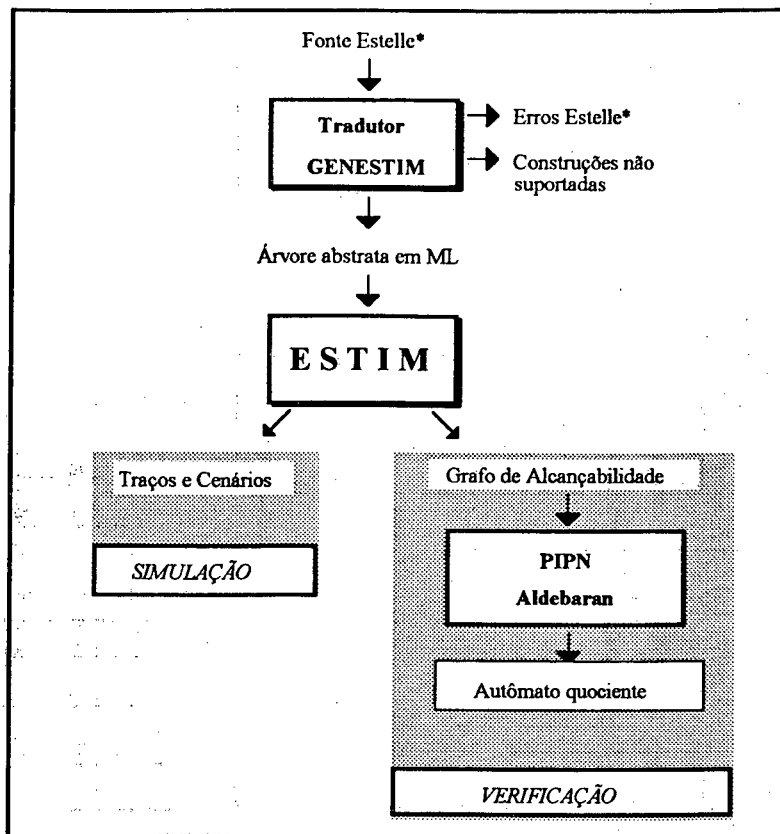 Fonte Estelle*
Tradutor
GENESTIM
Erros Estelle*
Construções não
suportadas
Árvore abstrata em ML
ESTIM
Traços e Cenários
SIMULAÇÃO
Grafo de Alcançabilidade
PIPN
Aldebaran
Autômato quociente
VERIFICAÇÃO